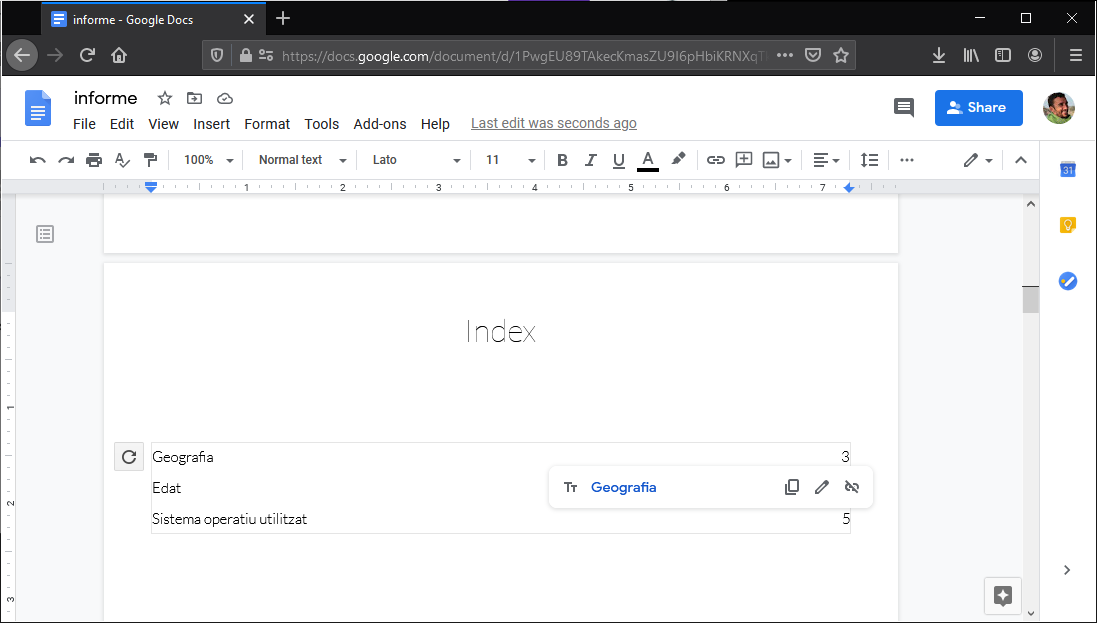 informe - Google Docs
https://docs.google.com/document/d/1PwgEU89TAkecKmasZU9I6pHbiKRNXqT
informe
File Edit View Insert Format Tools Add-ons Help Last edit was seconds ago
Share
100% Normal text Lato 11 B I U A
31
1 2 3 4 5 6 7
Index
1
Geografia 3
Tт Geografia
Edat
2
Sistema operatiu utilitzat 5
3